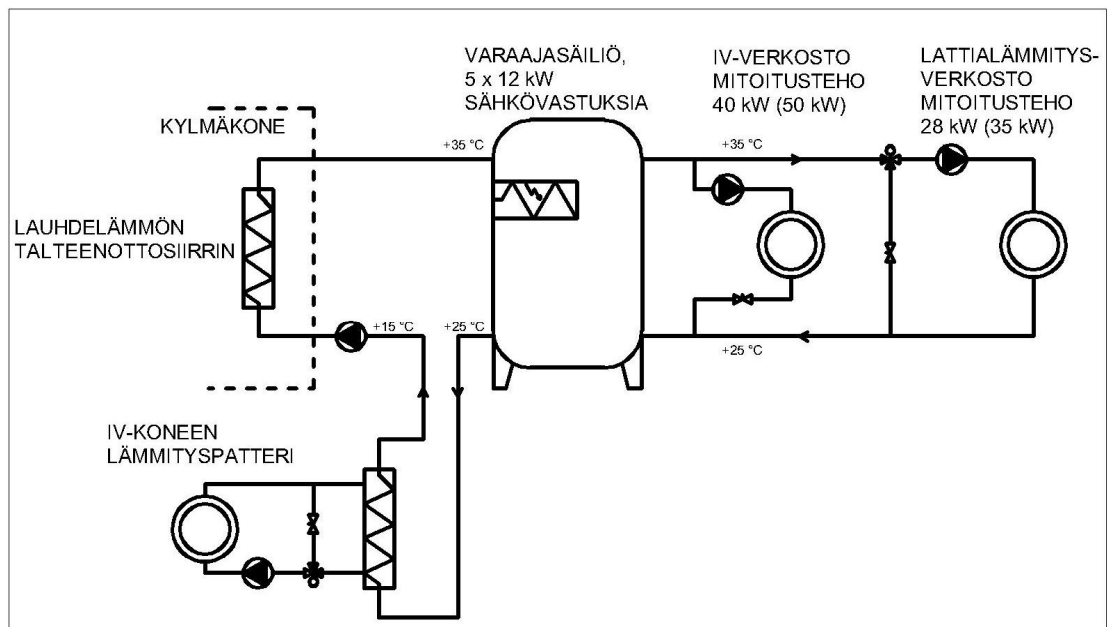 VARAAJASÄILIÖ,
5 x 12 kW
SÄHKÖVASTUKSIA
IV-VERKOSTO
MITOITUSTEHO
40 kW (50 kW)
LATTIALÄMMITYS-
VERKOSTO
MITOITUSTEHO
28 kW (35 kW)
KYLMÄKONE
+35 °C
+35 °C
LAUHDELÄMMÖN
TALTEENOTTOSIIRRIN
+15 °C
+25 °C
+25 °C
IV-KONEEN
LÄMMITYSPATTERI